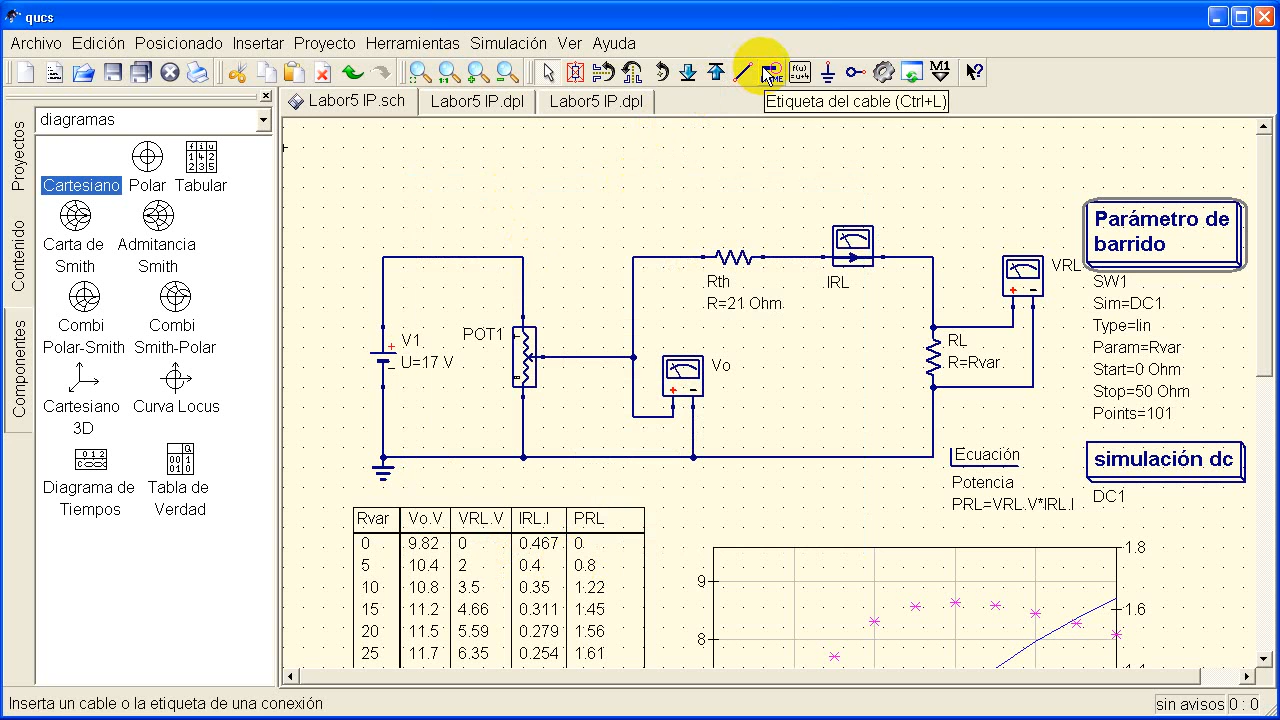 qucs
Archivo Edición Posicionado Insertar Proyecto Herramientas Simulación Ver Ayuda
NAME
f(u)
=u+4
M1
Labor5 IP.sch
Labor5 IP.dpl
Labor5 IP.dpl
Etiqueta del cable (Ctrl+L)
Proyectos
Contenido
Componentes
diagramas
Cartesiano
Polar
Tabular
Carta de
Smith
Admitancia
Smith
Combi
Polar-Smith
Combi
Smith-Polar
Cartesiano
3D
Curva Locus
Diagrama de
Tiempos
Tabla de
Verdad
V1
U=17 V
POT1
Rth
R=21 Ohm
IRL
Vo
VRL
RL
R=Rvar
Ecuación
Potencia
PRL=VRL.V*IRL.I
Parámetro de
barrido
SW1
Sim=DC1
Type=lin
Param=Rvar
Start=0 Ohm
Stop=50 Ohm
Points=101
simulación dc
DC1
Rvar Vo.V VRL.V IRL.I PRL
0 9.82 0 0.467 0
5 10.4 2 0.4 0.8
10 10.8 3.5 0.35 1.22
15 11.2 4.66 0.311 1.45
20 11.5 5.59 0.279 1.56
25 11.7 6.35 0.254 1.61
9
8
1.8
1.6
Inserta un cable o la etiqueta de una conexión
sin avisos 0 : 0